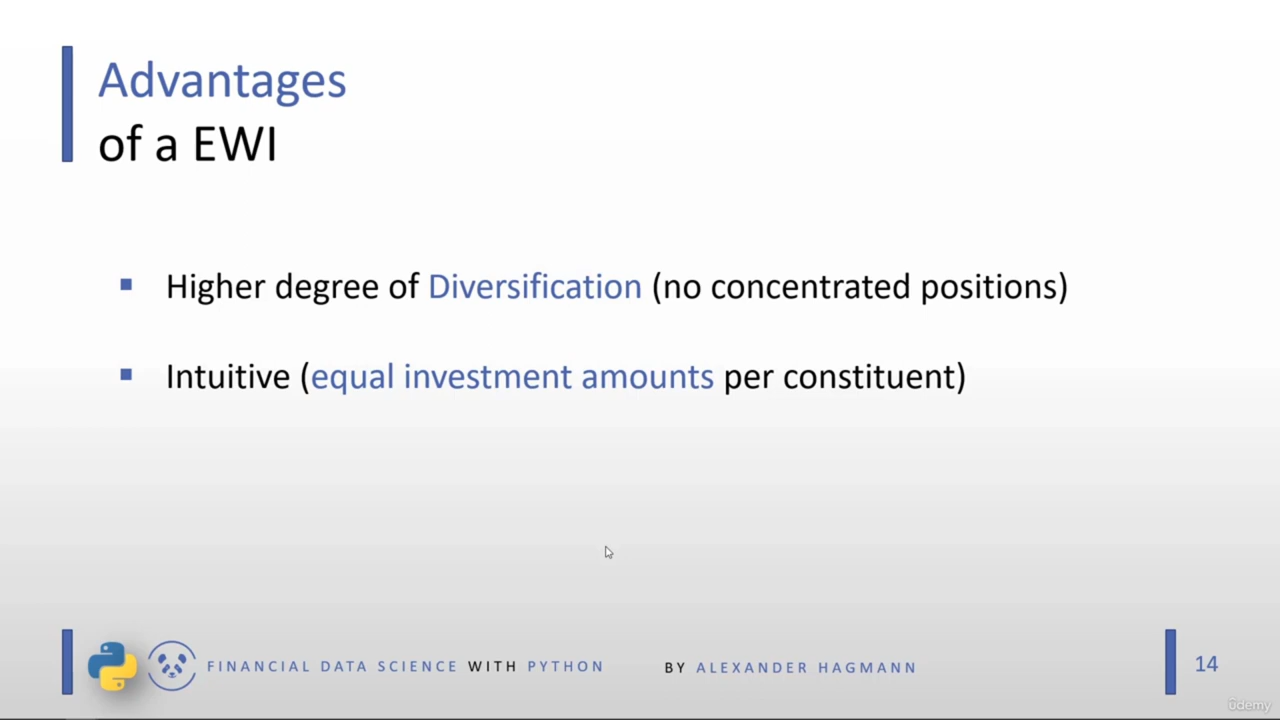 Advantages
of a EWI
▪ Higher degree of Diversification (no concentrated positions)
▪ Intuitive (equal investment amounts per constituent)
FINANCIAL DATA SCIENCE WITH PYTHON BY ALEXANDER HAGMANN
14
ûdemy